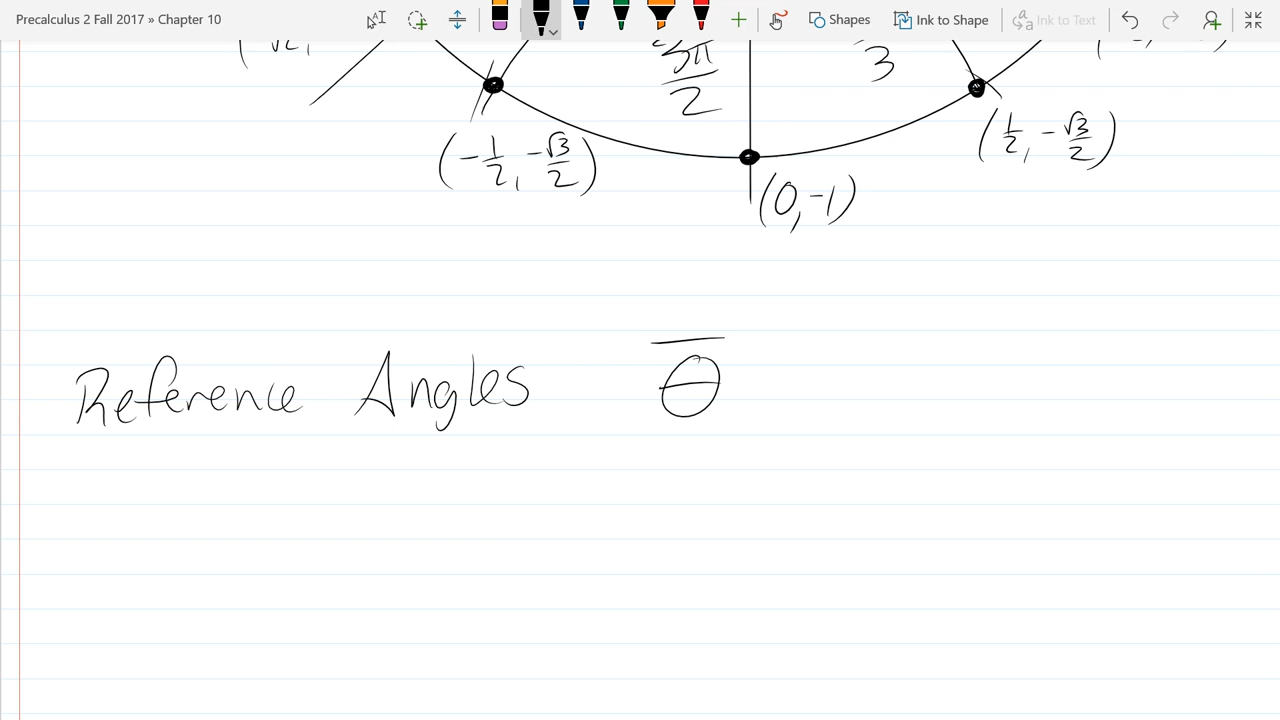 Precalculus 2 Fall 2017 » Chapter 10
Shapes
Ink to Shape
Ink to Text
3π/2
3
(-1/2, -√3/2)
(1/2, -√3/2)
(0,-1)
Reference Angles θ̅